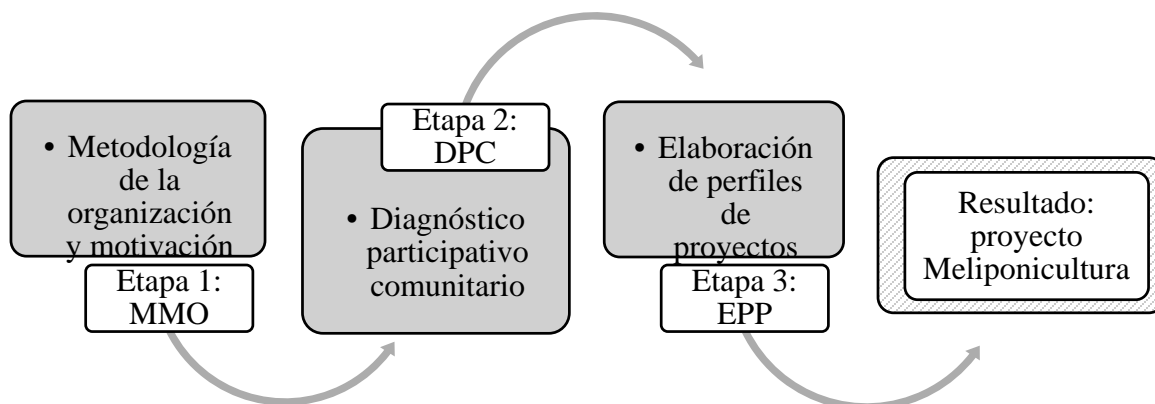 • Metodología
de la
organización
y motivación
Etapa 1:
MMO
Etapa 2:
DPC
• Diagnóstico
participativo
comunitario
• Elaboración
de perfiles
de
proyectos
Etapa 3:
EPP
Resultado:
proyecto
Meliponicultura